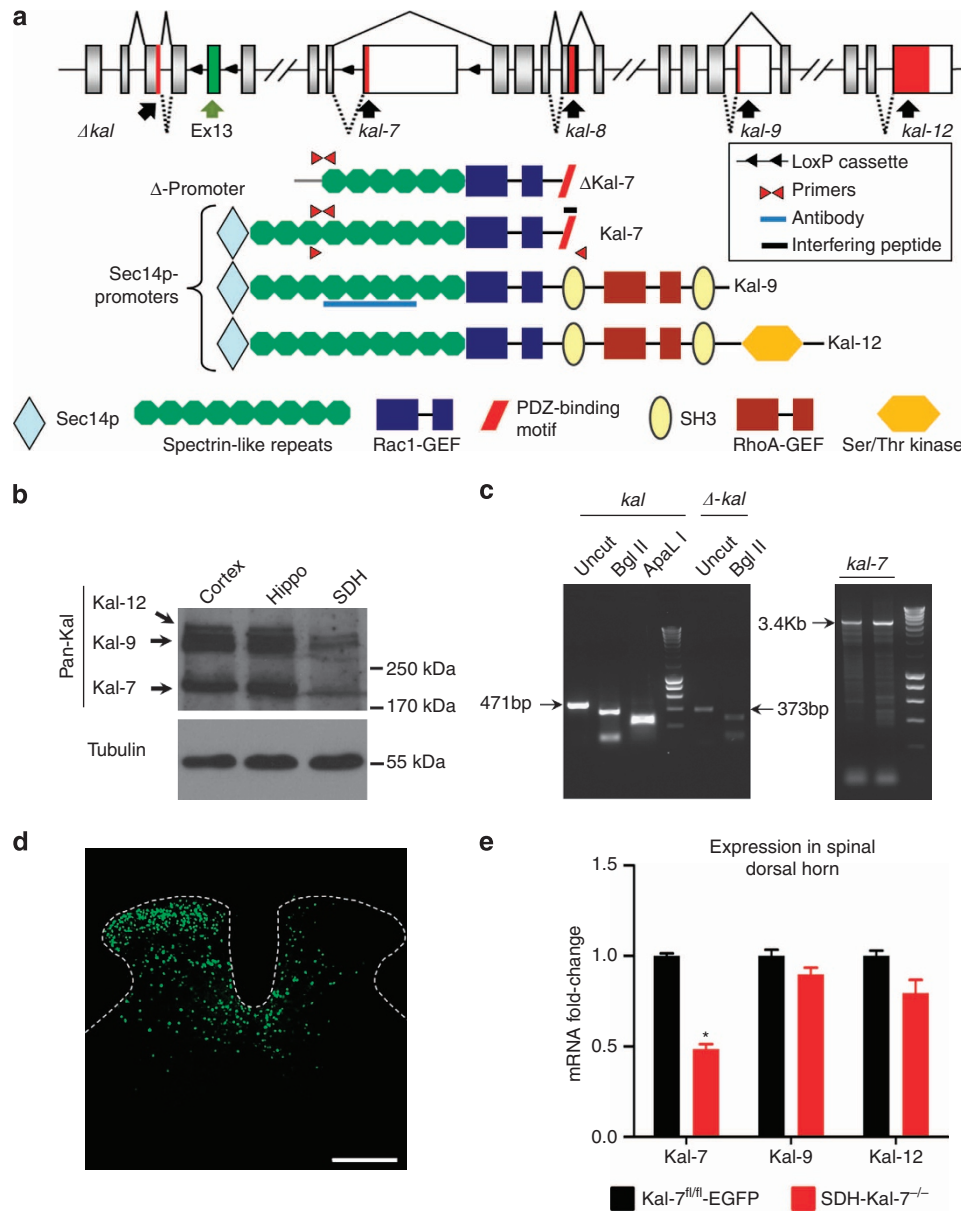 a
Δkal
Ex13
kal-7
kal-8
kal-9
kal-12
LoxP cassette
Primers
Antibody
Interfering peptide
Δ-Promoter
ΔKal-7
Kal-7
Sec14p-
promoters
Kal-9
Kal-12
Sec14p
Spectrin-like repeats
Rac1-GEF
PDZ-binding
motif
SH3
RhoA-GEF
Ser/Thr kinase
b
Cortex
Hippo
SDH
Pan-Kal
Kal-12
Kal-9
Kal-7
250 kDa
170 kDa
Tubulin
55 kDa
c
kal
Δ-kal
Uncut
Bgl II
ApaL I
Uncut
Bgl II
kal-7
471bp
373bp
3.4Kb
d
e
Expression in spinal
dorsal horn
mRNA fold-change
1.5
1.0
0.5
0.0
*
Kal-7
Kal-9
Kal-12
Kal-7fl/fl-EGFP
SDH-Kal-7–/–